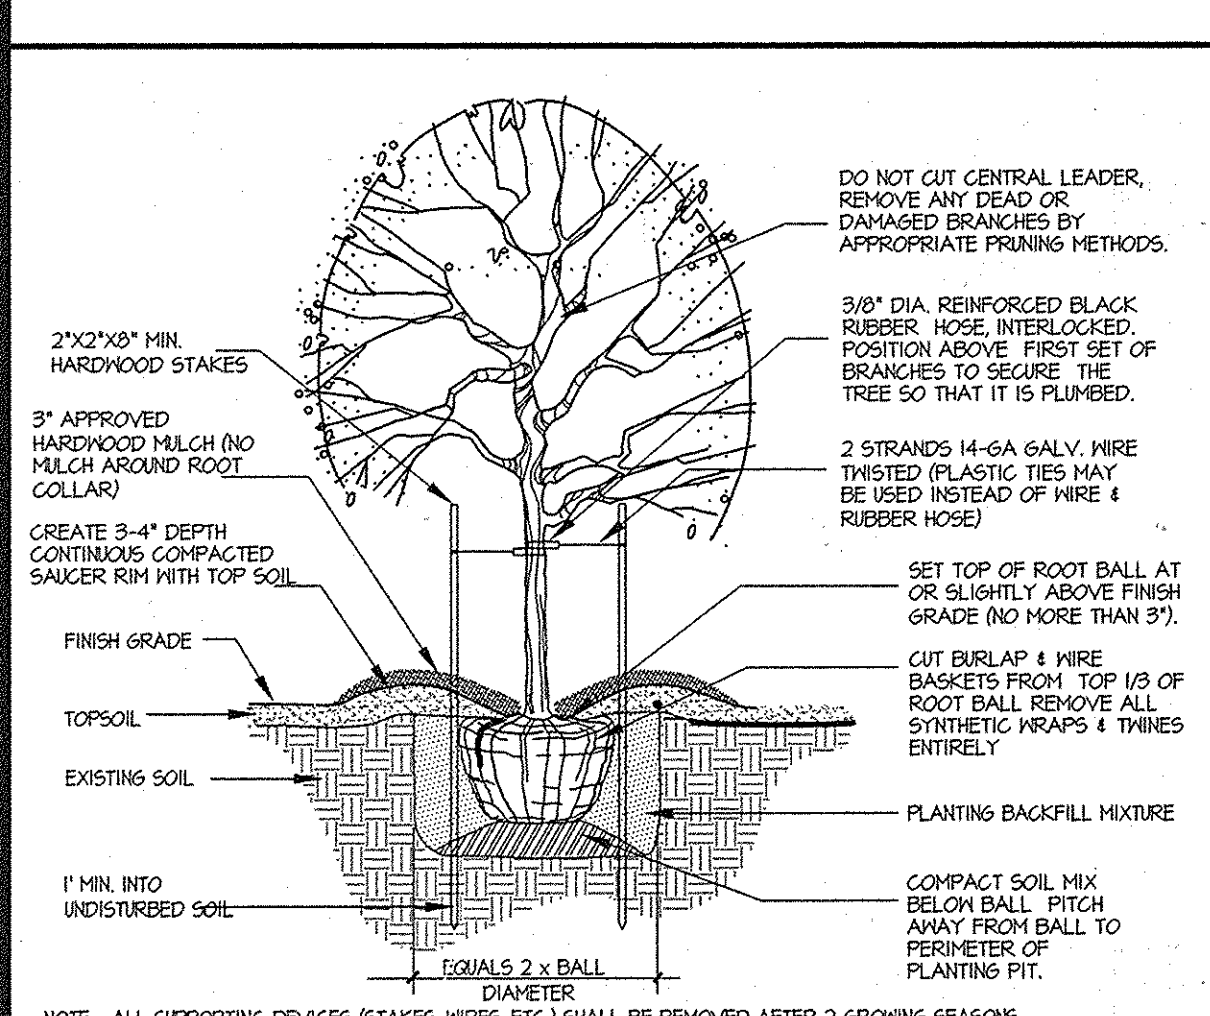 DO NOT CUT CENTRAL LEADER,
REMOVE ANY DEAD OR
DAMAGED BRANCHES BY
APPROPRIATE PRUNING METHODS.
3/8" DIA. REINFORCED BLACK
RUBBER HOSE, INTERLOCKED.
POSITION ABOVE FIRST SET OF
BRANCHES TO SECURE THE
TREE SO THAT IT IS PLUMBED.
2 STRANDS 14-GA GALV. WIRE
TWISTED (PLASTIC TIES MAY
BE USED INSTEAD OF WIRE &
RUBBER HOSE)
SET TOP OF ROOT BALL AT
OR SLIGHTLY ABOVE FINISH
GRADE (NO MORE THAN 3").
CUT BURLAP & WIRE
BASKETS FROM TOP 1/3 OF
ROOT BALL REMOVE ALL
SYNTHETIC WRAPS & TWINES
ENTIRELY
PLANTING BACKFILL MIXTURE
COMPACT SOIL MIX
BELOW BALL PITCH
AWAY FROM BALL TO
PERIMETER OF
PLANTING PIT.
2"X2"X8" MIN.
HARDWOOD STAKES
3" APPROVED
HARDWOOD MULCH (NO
MULCH AROUND ROOT
COLLAR)
CREATE 3-4" DEPTH
CONTINUOUS COMPACTED
SAUCER RIM WITH TOP SOIL
FINISH GRADE
TOPSOIL
EXISTING SOIL
1' MIN. INTO
UNDISTURBED SOIL
EQUALS 2 x BALL
DIAMETER
NOTE ALL SUPPORTING DEVICES (STAKES, WIRES, ETC.) SHALL BE REMOVED AFTER 2 GROWING SEASONS